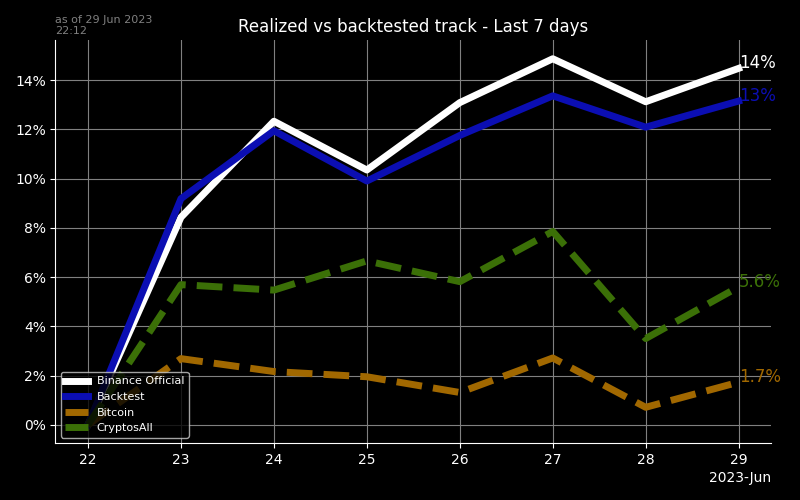 as of 29 Jun 2023
22:12
Realized vs backtested track - Last 7 days
14%
12%
10%
8%
6%
4%
2%
0%
14%
13%
5.6%
1.7%
Binance Official
Backtest
Bitcoin
CryptosAll
22 23 24 25 26 27 28 29
2023-Jun